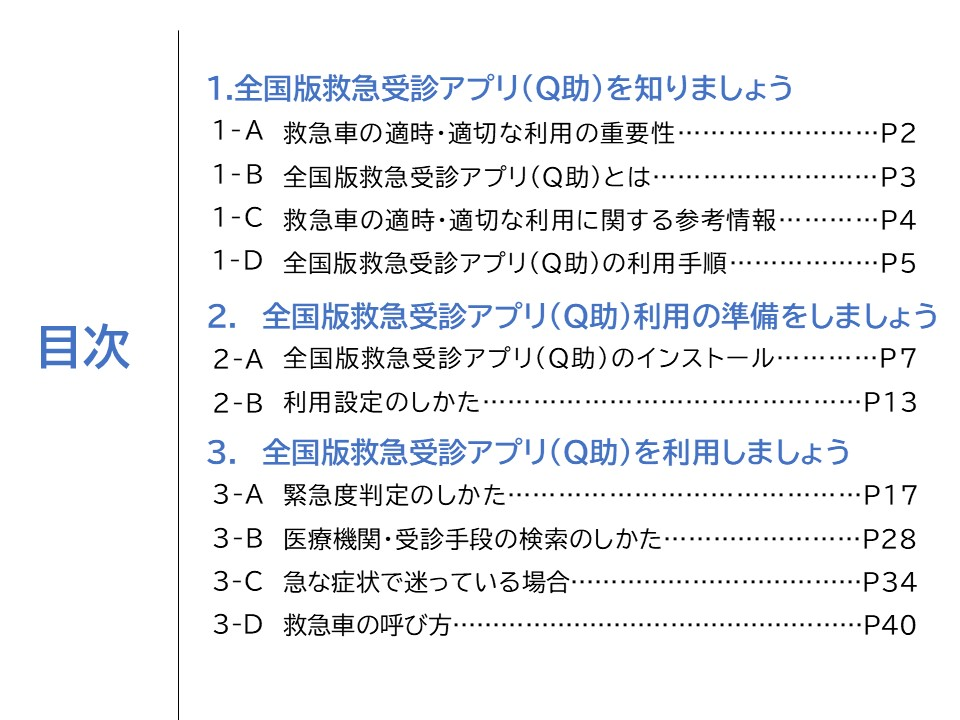 目次
1.全国版救急受診アプリ(Q助)を知りましょう
1-A 救急車の適時・適切な利用の重要性……………………P2
1-B 全国版救急受診アプリ(Q助)とは………………………P3
1-C 救急車の適時・適切な利用に関する参考情報…………P4
1-D 全国版救急受診アプリ(Q助)の利用手順………………P5
2. 全国版救急受診アプリ(Q助)利用の準備をしましょう
2-A 全国版救急受診アプリ(Q助)のインストール…………P7
2-B 利用設定のしかた………………………………………P13
3. 全国版救急受診アプリ(Q助)を利用しましょう
3-A 緊急度判定のしかた……………………………………P17
3-B 医療機関・受診手段の検索のしかた……………………P28
3-C 急な症状で迷っている場合………………………………P34
3-D 救急車の呼び方……………………………………………P40